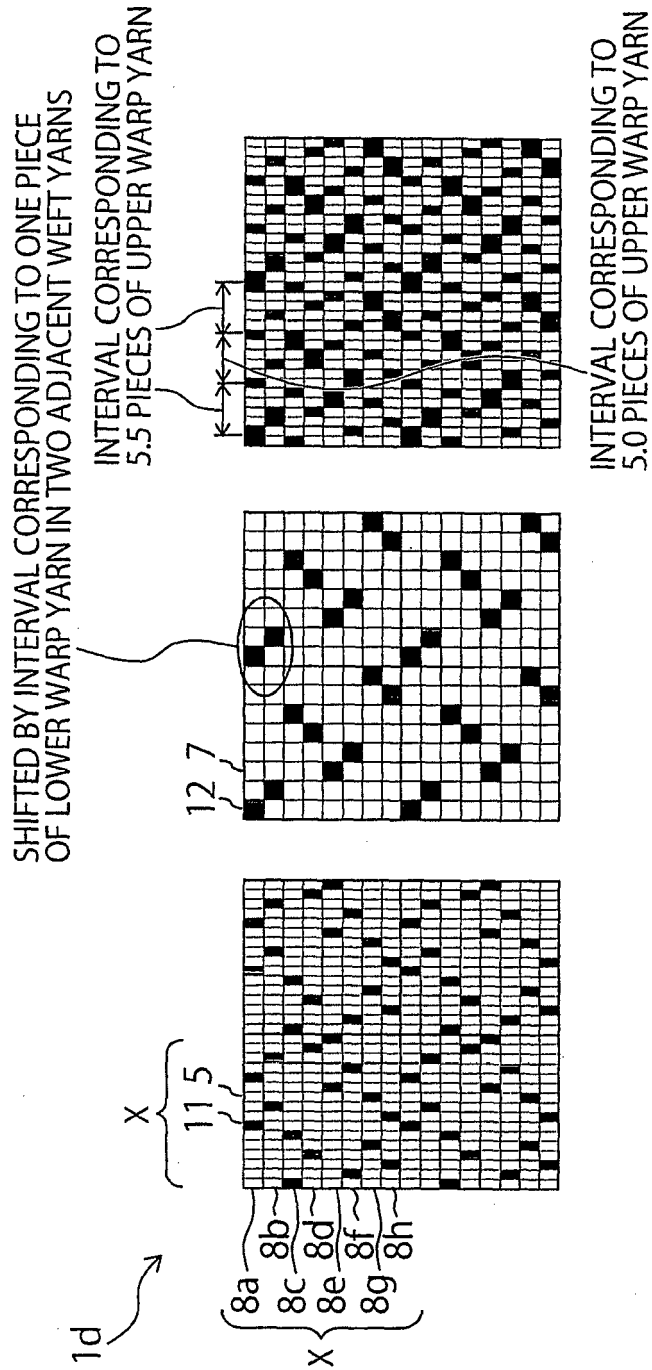 1d
X
8a
8b
8c
8d
8e
8f
8g
8h
X
11 5
12 7
SHIFTED BY INTERVAL CORRESPONDING TO ONE PIECE
OF LOWER WARP YARN IN TWO ADJACENT WEFT YARNS
INTERVAL CORRESPONDING TO
5.5 PIECES OF UPPER WARP YARN
INTERVAL CORRESPONDING TO
5.0 PIECES OF UPPER WARP YARN